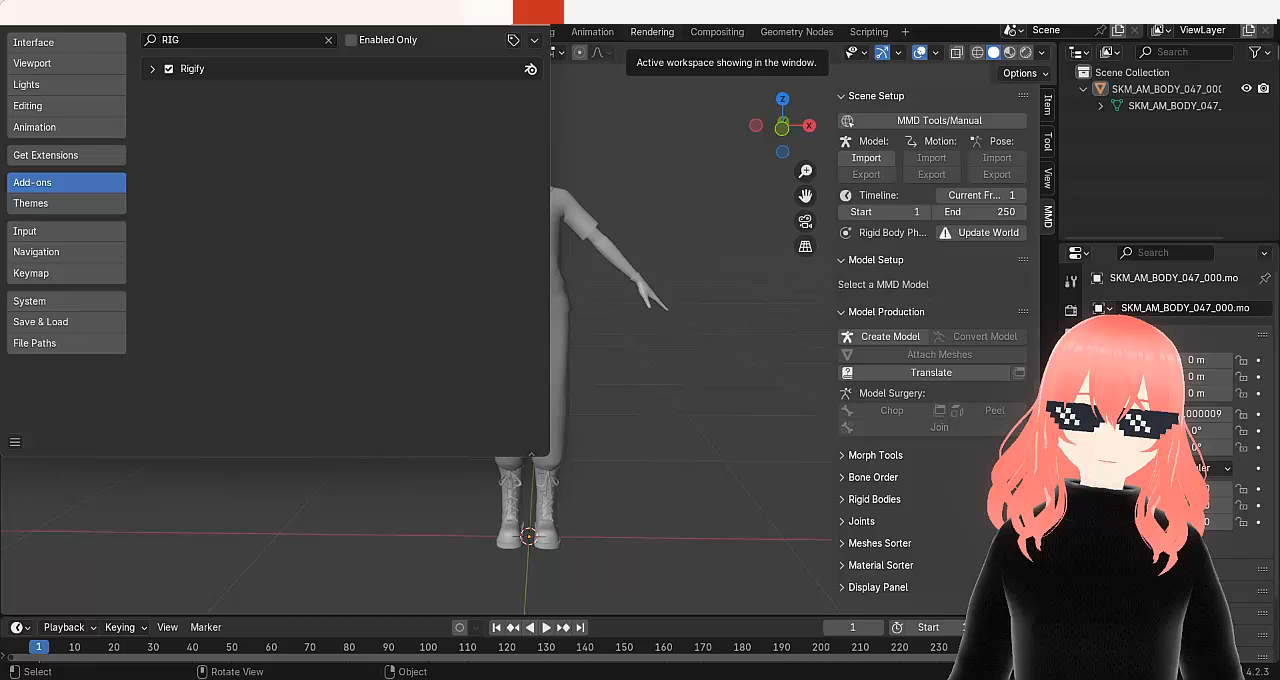 Interface
Viewport
Lights
Editing
Animation
Get Extensions
Add-ons
Themes
Input
Navigation
Keymap
System
Save & Load
File Paths
RIG
Enabled Only
Rigify
Animation
Rendering
Compositing
Geometry Nodes
Scripting
Scene
ViewLayer
Active workspace showing in the window.
Options
Z
X
Scene Setup
MMD Tools/Manual
Model: Motion: Pose:
Import Import Import
Export Export Export
Timeline: Current Fr... 1
Start 1 End 250
Rigid Body Ph... Update World
Model Setup
Select a MMD Model
Model Production
Create Model Convert Model
Attach Meshes
Translate
Model Surgery:
Chop Peel
Join
Morph Tools
Bone Order
Rigid Bodies
Joints
Meshes Sorter
Material Sorter
Display Panel
Item
Tool
View
MMD
Search
Scene Collection
SKM_AM_BODY_047_00
SKM_AM_BODY_047_
Search
SKM_AM_BODY_047_000.mo
SKM_AM_BODY_047_000.mo
0 m
0 m
0 m
.000009
0°
0°
ler
0
0
0
Playback Keying View Marker
1 Start
1 10 20 30 40 50 60 70 80 90 100 110 120 130 140 150 160 170 180 190 200 210 220 230
Select Rotate View Object
4.2.3